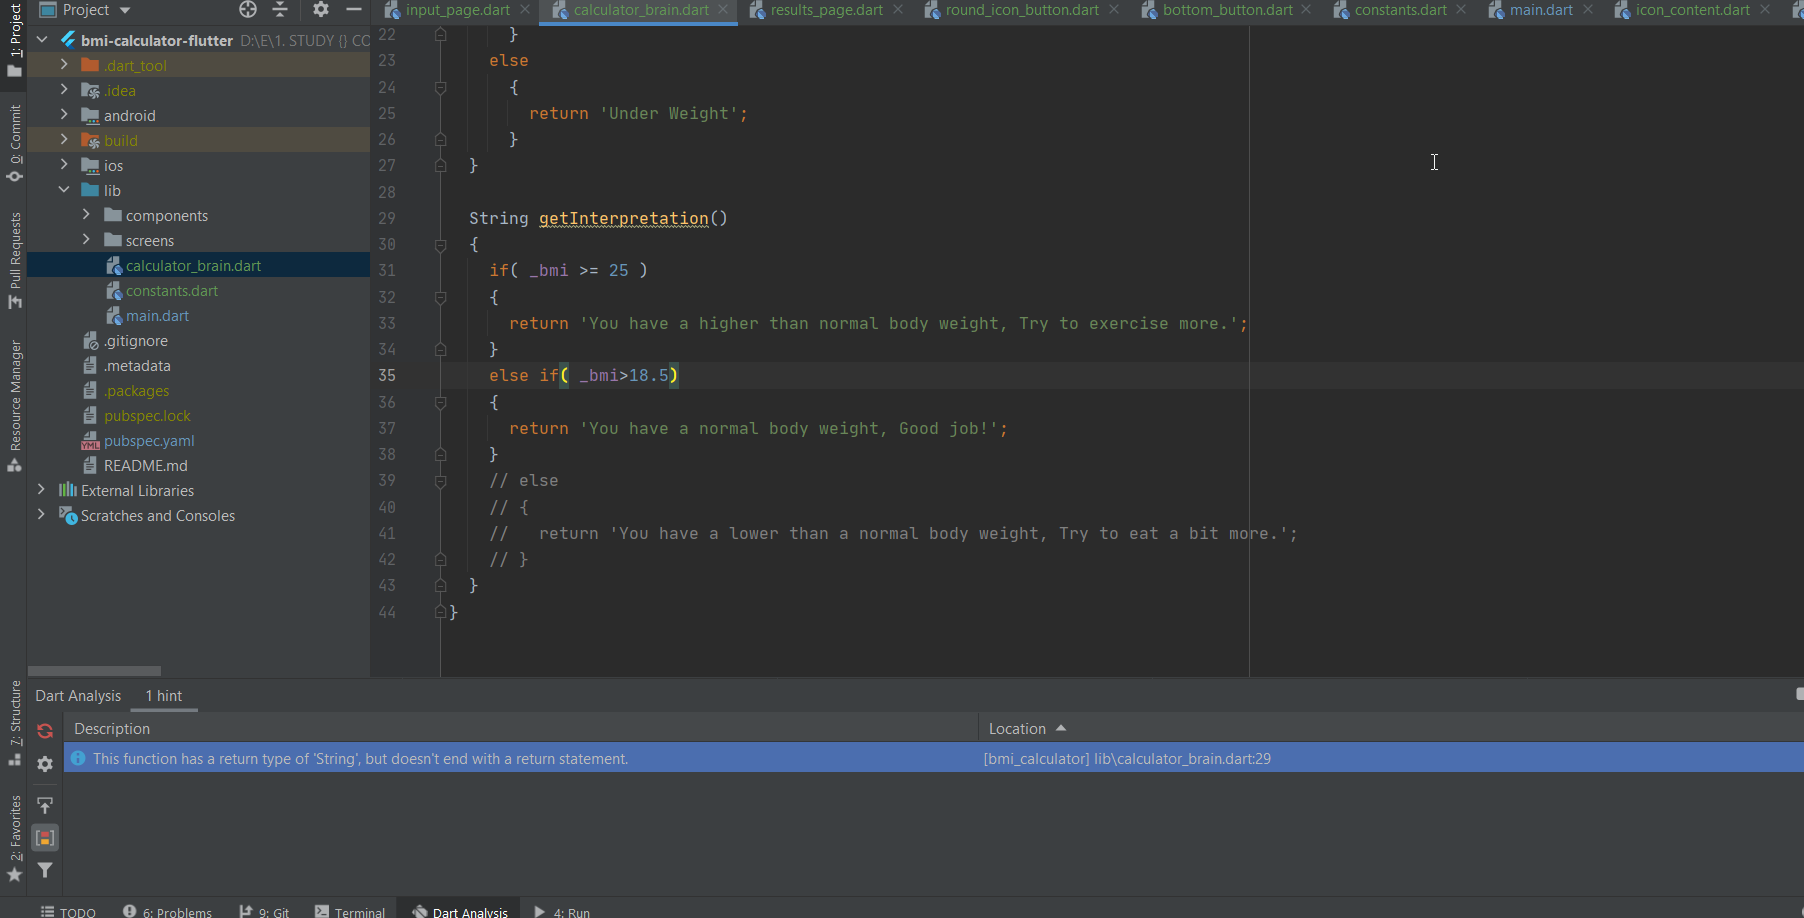 Project
input_page.dart
calculator_brain.dart
results_page.dart
round_icon_button.dart
bottom_button.dart
constants.dart
main.dart
icon_content.dart
1: Project
0: Commit
Pull Requests
Resource Manager
7: Structure
2: Favorites
bmi-calculator-flutter D:\E\1. STUDY {} CO
.dart_tool
.idea
android
build
ios
lib
components
screens
calculator_brain.dart
constants.dart
main.dart
.gitignore
.metadata
.packages
pubspec.lock
pubspec.yaml
README.md
External Libraries
Scratches and Consoles
22 }
23 else
24 {
25 return 'Under Weight';
26 }
27 }
28
29 String getInterpretation()
30 {
31 if( _bmi >= 25 )
32 {
33 return 'You have a higher than normal body weight, Try to exercise more.';
34 }
35 else if( _bmi>18.5)
36 {
37 return 'You have a normal body weight, Good job!';
38 }
39 // else
40 // {
41 // return 'You have a lower than a normal body weight, Try to eat a bit more.';
42 // }
43 }
44 }
Dart Analysis 1 hint
Description Location
This function has a return type of 'String', but doesn't end with a return statement. [bmi_calculator] lib\calculator_brain.dart:29
TODO 6: Problems 9: Git Terminal Dart Analysis 4: Run